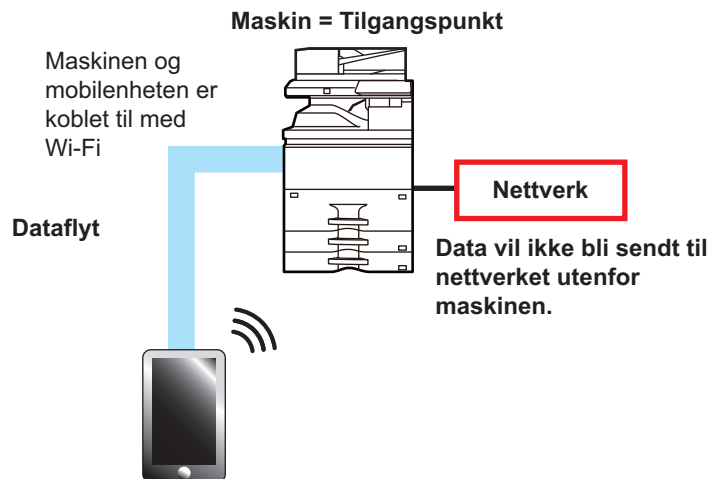 Maskin = Tilgangspunkt
Maskinen og
mobilenheten er
koblet til med
Wi-Fi
Nettverk
Dataflyt
Data vil ikke bli sendt til
nettverket utenfor
maskinen.